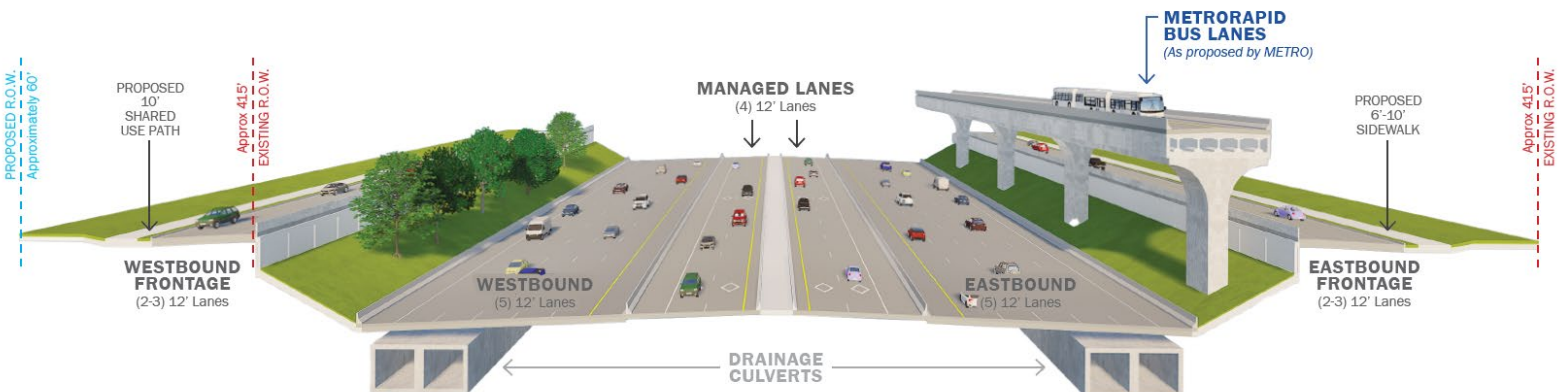 PROPOSED R.O.W.
Approximately 60'
PROPOSED
10'
SHARED
USE PATH
Approx 415'
EXISTING R.O.W.
WESTBOUND
FRONTAGE
(2-3) 12' Lanes
WESTBOUND
(5) 12' Lanes
MANAGED LANES
(4) 12' Lanes
DRAINAGE
CULVERTS
EASTBOUND
(5) 12' Lanes
METRORAPID
BUS LANES
(As proposed by METRO)
PROPOSED
6'-10'
SIDEWALK
EASTBOUND
FRONTAGE
(2-3) 12' Lanes
Approx 415'
EXISTING R.O.W.